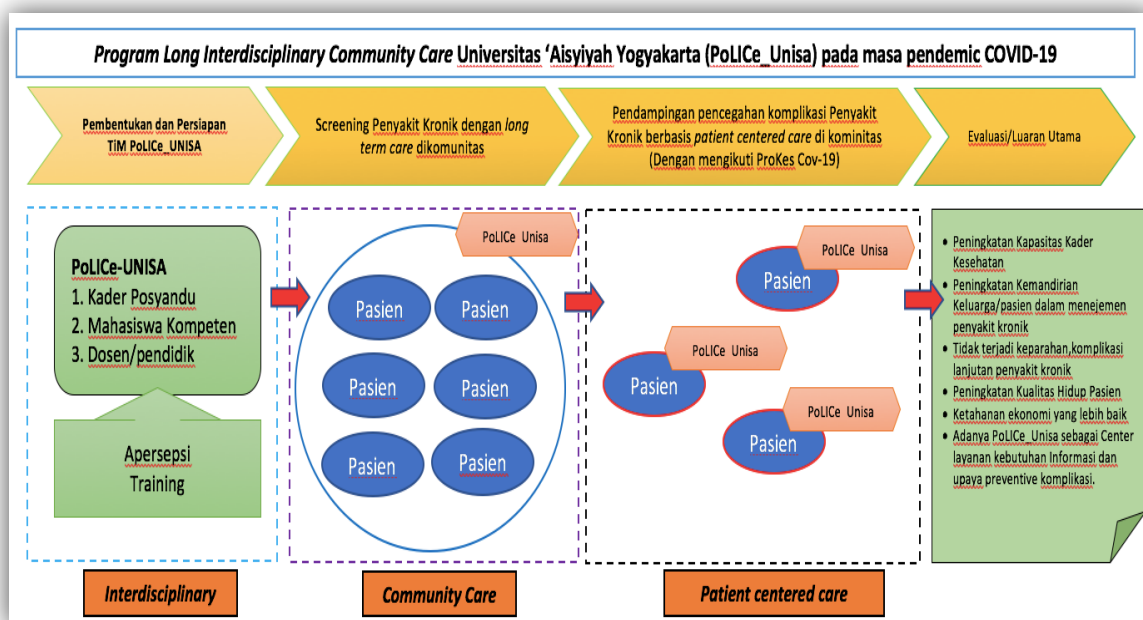 Program Long Interdisciplinary Community Care Universitas ‘Aisyiyah Yogyakarta (PoLICe_Unisa) pada masa pendemic COVID-19
Pembentukan dan Persiapan
TiM PoLICe_UNISA
Screening Penyakit Kronik dengan long
term care dikomunitas
Pendampingan pencegahan komplikasi Penyakit
Kronik berbasis patient centered care di kominitas
(Dengan mengikuti ProKes Cov-19)
Evaluasi/Luaran Utama
PoLICe-UNISA
1. Kader Posyandu
2. Mahasiswa Kompeten
3. Dosen/pendidik
Apersepsi
Training
PoLICe Unisa
Pasien
Pasien
Pasien
Pasien
Pasien
Pasien
PoLICe Unisa
Pasien
PoLICe Unisa
Pasien
PoLICe Unisa
Pasien
• Peningkatan Kapasitas Kader
Kesehatan
• Peningkatan Kemandirian
Keluarga/pasien dalam menejemen
penyakit kronik
• Tidak terjadi keparahan,komplikasi
lanjutan penyakit kronik
• Peningkatan Kualitas Hidup Pasien
• Ketahanan ekonomi yang lebih baik
• Adanya PoLICe_Unisa sebagai Center
layanan kebutuhan Informasi dan
upaya preventive komplikasi.
Interdisciplinary
Community Care
Patient centered care